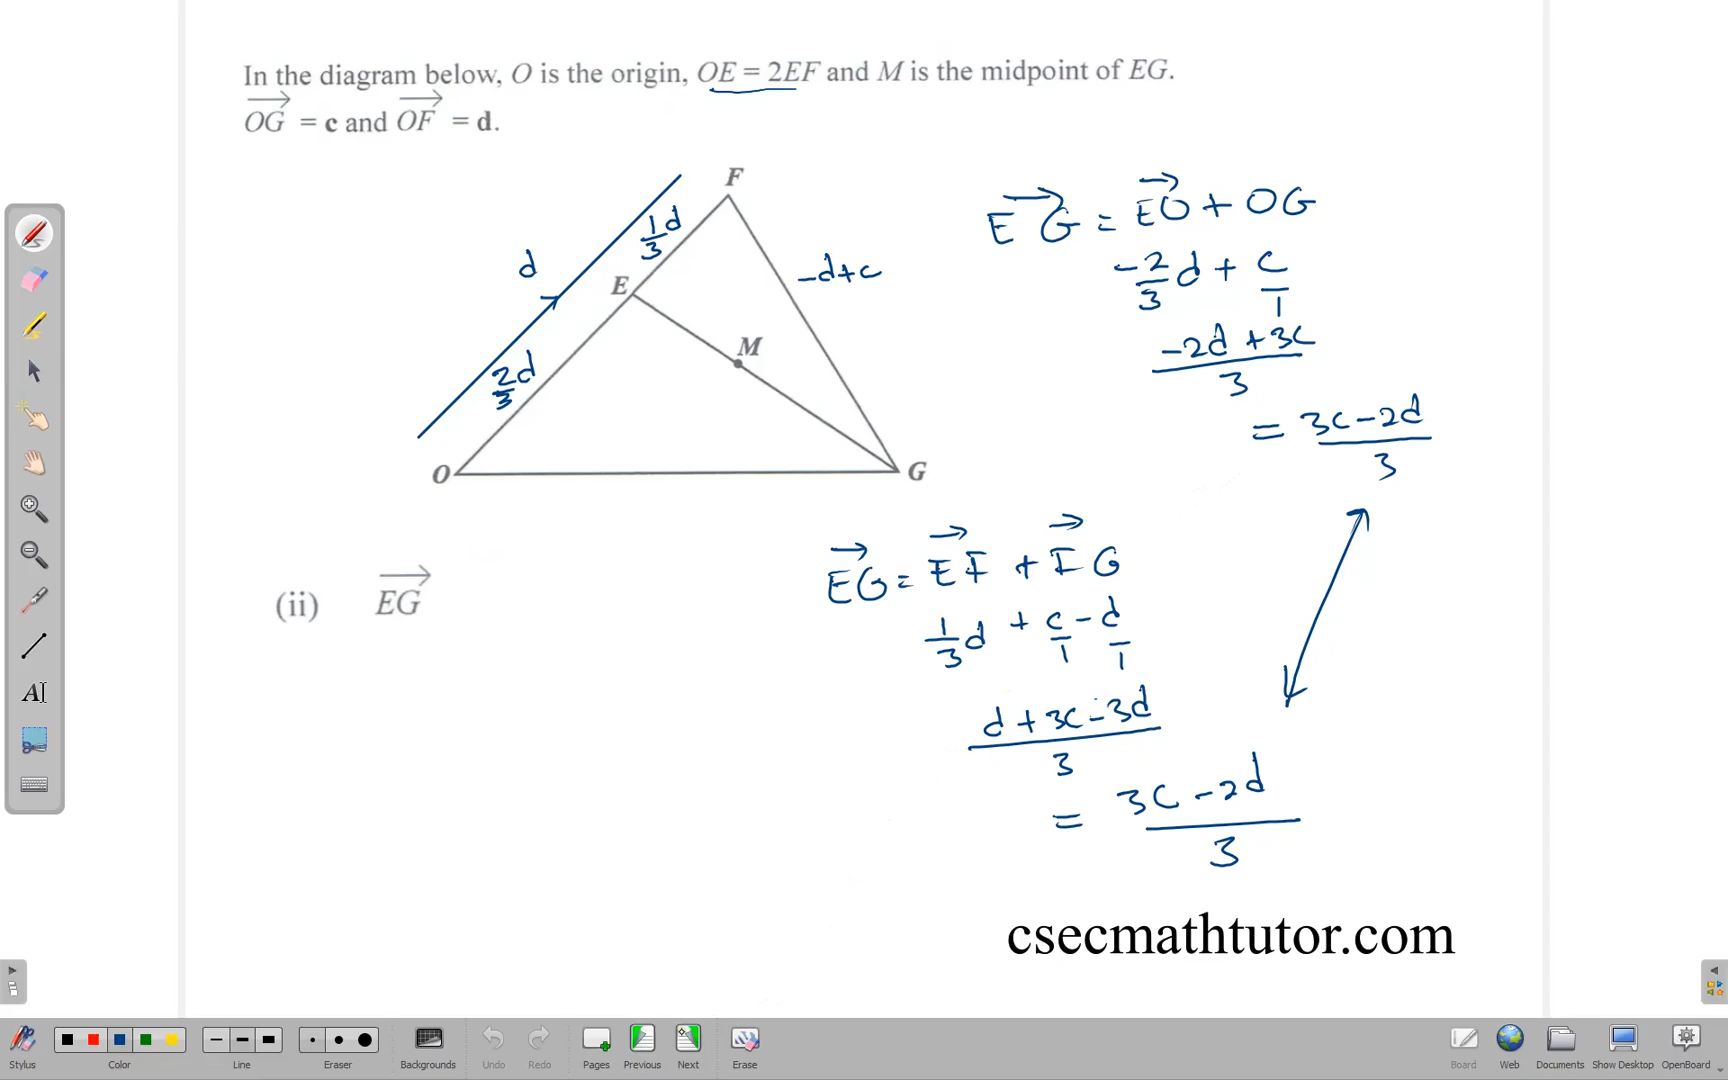 In the diagram below, O is the origin, OE = 2EF and M is the midpoint of EG.
OG = c and OF = d.
F
1/3 d
d
-d+c
E
M
2/3 d
O
G
EG = EO + OG
-2/3 d + c/1
-2d + 3c
3
= 3c - 2d
3
(ii) EG
EG = EF + FG
1/3 d + c/1 - d/1
d + 3c - 3d
3
= 3c - 2d
3
csecmathtutor.com
Stylus
Color
Line
Eraser
Backgrounds
Undo
Redo
Pages
Previous
Next
Erase
Board
Web
Documents
Show Desktop
OpenBoard